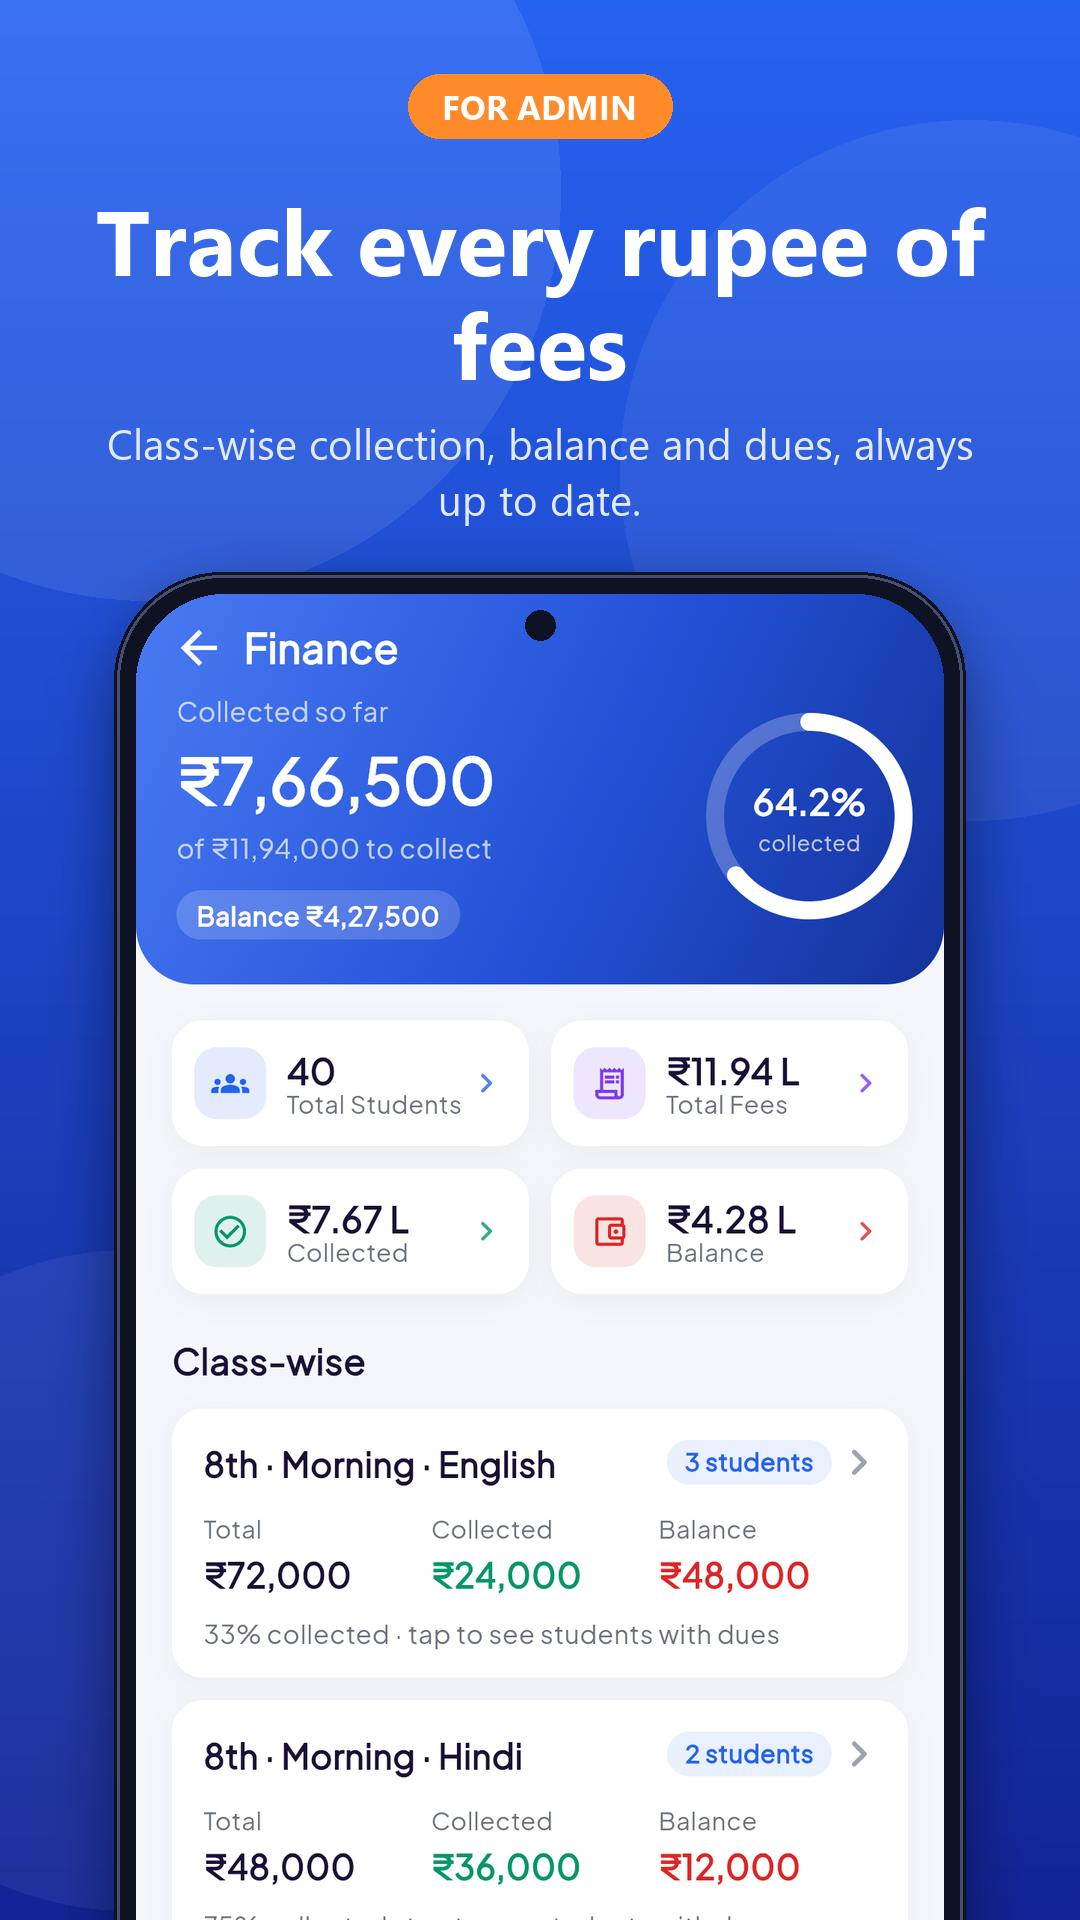 FOR ADMIN
Track every rupee of
fees
Class-wise collection, balance and dues, always
up to date.
Finance
Collected so far
₹7,66,500
of ₹11,94,000 to collect
Balance ₹4,27,500
64.2%
collected
40
Total Students
₹11.94 L
Total Fees
₹7.67 L
Collected
₹4.28 L
Balance
Class-wise
8th · Morning · English
3 students
Total Collected Balance
₹72,000 ₹24,000 ₹48,000
33% collected · tap to see students with dues
8th · Morning · Hindi
2 students
Total Collected Balance
₹48,000 ₹36,000 ₹12,000